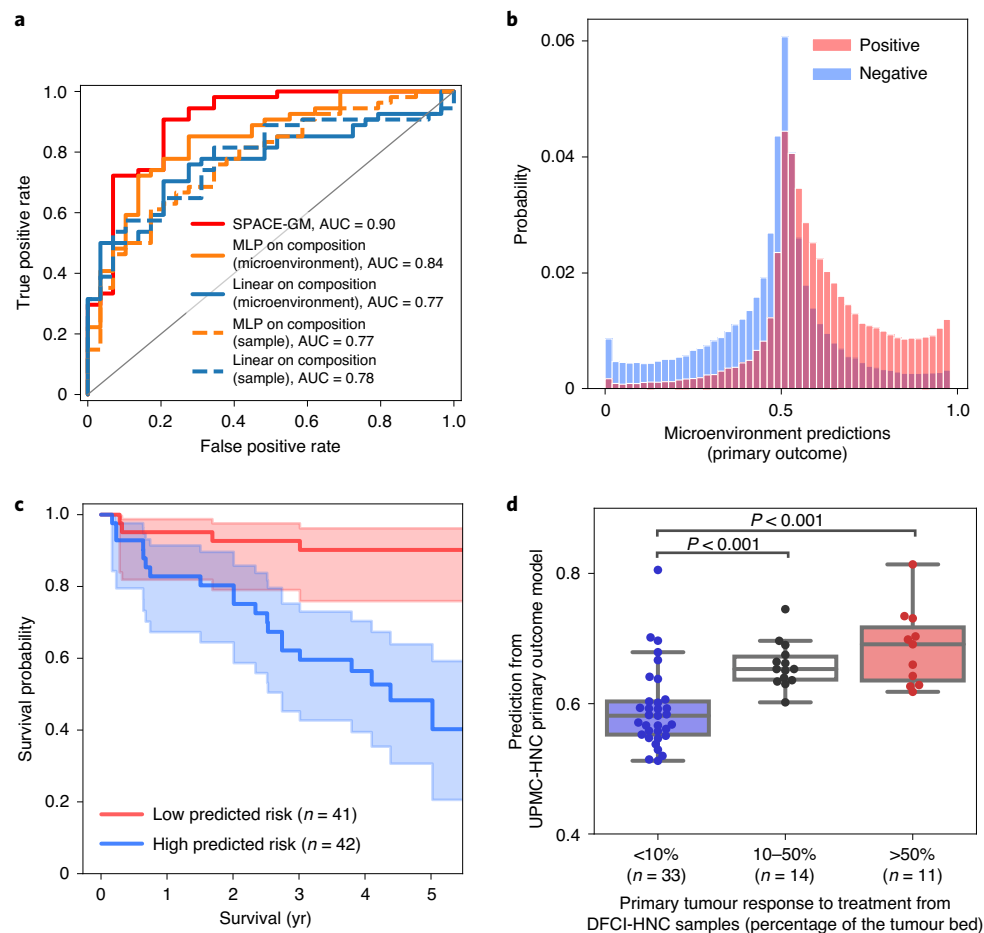 a
1.0
0.8
0.6
0.4
0.2
0
0
0.2
0.4
0.6
0.8
1.0
True positive rate
False positive rate
SPACE-GM, AUC = 0.90
MLP on composition
(microenvironment), AUC = 0.84
Linear on composition
(microenvironment), AUC = 0.77
MLP on composition
(sample), AUC = 0.77
Linear on composition
(sample), AUC = 0.78
b
0.06
0.04
0.02
0
0
0.5
1.0
Probability
Positive
Negative
Microenvironment predictions
(primary outcome)
c
1.0
0.8
0.6
0.4
0.2
0
0
1
2
3
4
5
Survival probability
Low predicted risk (n = 41)
High predicted risk (n = 42)
Survival (yr)
d
P < 0.001
P < 0.001
0.8
0.6
0.4
Prediction from
UPMC-HNC primary outcome model
<10%
(n = 33)
10–50%
(n = 14)
>50%
(n = 11)
Primary tumour response to treatment from
DFCI-HNC samples (percentage of the tumour bed)